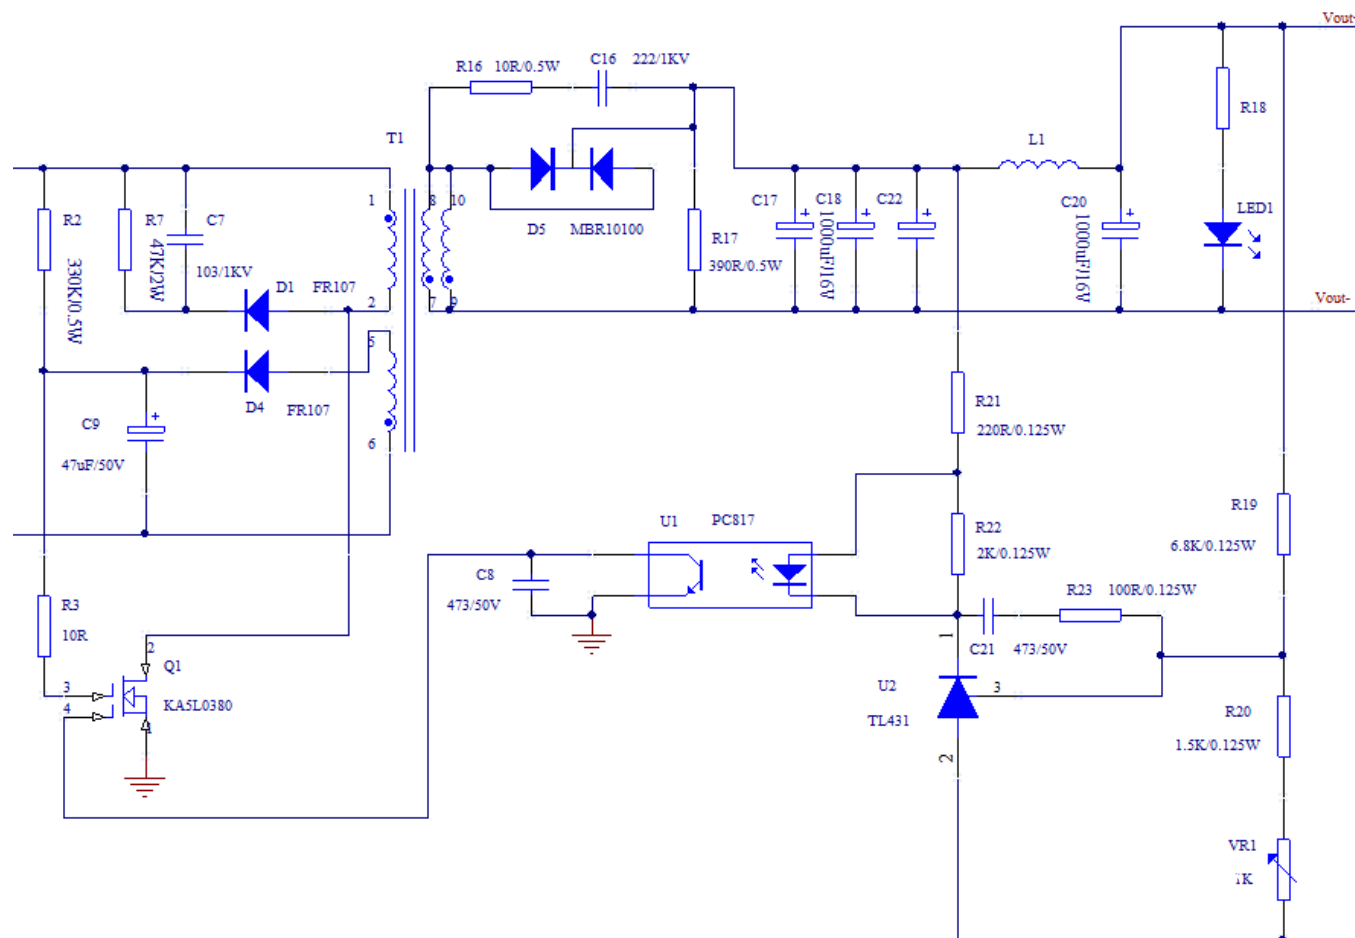 Vout-
R16 10R/0.5W
C16
222/1KV
R18
T1
L1
1
8
10
R2
R7
C7
C17
C18
C22
C20
LED1
D5
MBR10100
R17
390R/0.5W
330K/0.5W
47K/2W
103/1KV
1000uF/16V
1000uF/16V
D1
FR107
2
7
9
Vout-
5
D4
FR107
R21
220R/0.125W
C9
6
47uF/50V
U1
PC817
R22
2K/0.125W
R19
6.8K/0.125W
C8
473/50V
R23
100R/0.125W
R3
10R
2
1
C21
473/50V
Q1
3
4
KA5L0380
1
U2
3
TL431
R20
1.5K/0.125W
2
VR1
1K